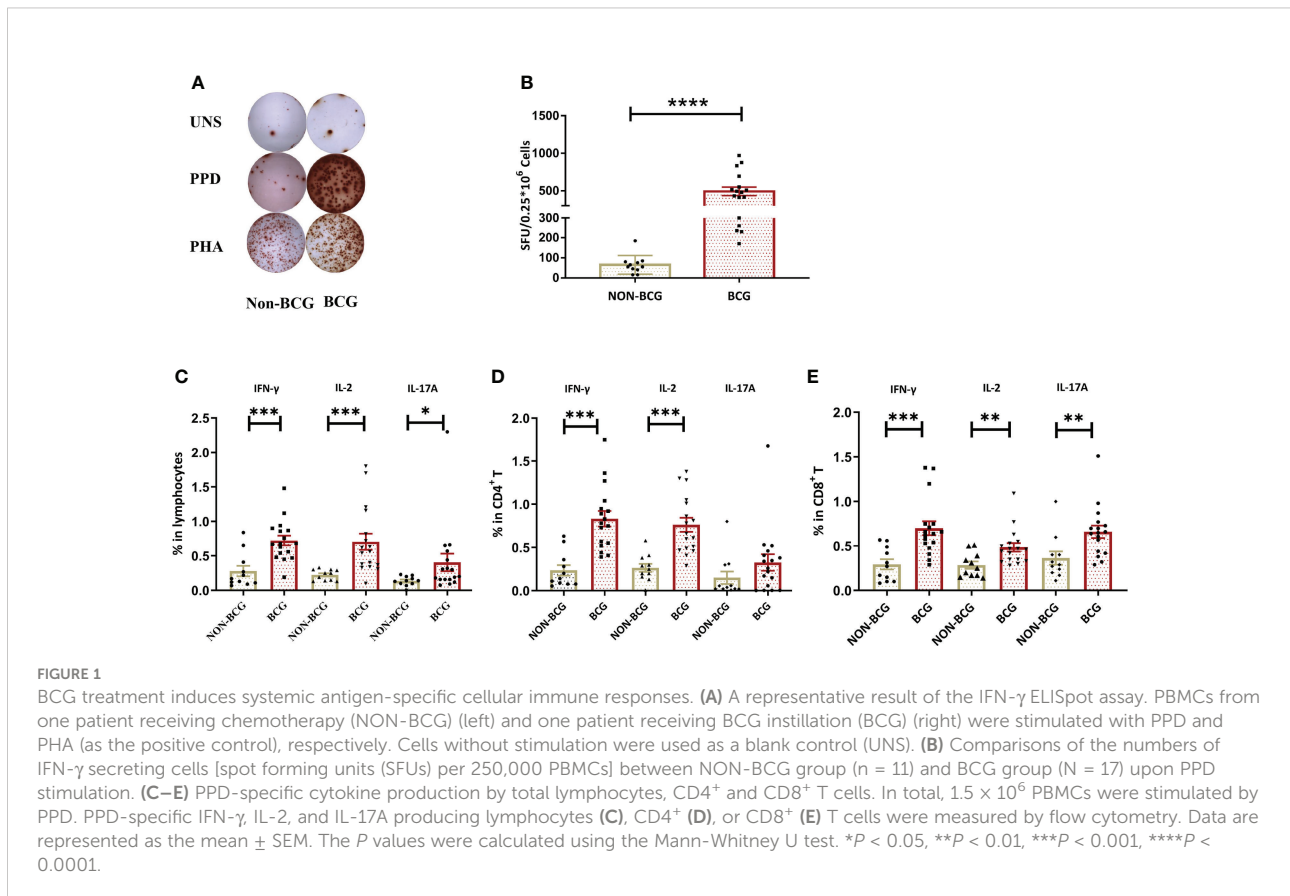 A
UNS
PPD
PHA
Non-BCG BCG
B
****
SFU/0.25*10⁶ Cells
1500
1000
500
300
200
100
0
NON-BCG BCG
C
IFN-γ IL-2 IL-17A
*** *** *
% in lymphocytes
2.5
2.0
1.5
1.0
0.5
0.0
NON-BCG BCG NON-BCG BCG NON-BCG BCG
D
IFN-γ IL-2 IL-17A
*** ***
% in CD4⁺T
2.0
1.5
1.0
0.5
0.0
NON-BCG BCG NON-BCG BCG NON-BCG BCG
E
IFN-γ IL-2 IL-17A
*** ** **
% in CD8⁺T
2.0
1.5
1.0
0.5
0.0
NON-BCG BCG NON-BCG BCG NON-BCG BCG
FIGURE 1
BCG treatment induces systemic antigen-specific cellular immune responses. (A) A representative result of the IFN-γ ELISpot assay. PBMCs from
one patient receiving chemotherapy (NON-BCG) (left) and one patient receiving BCG instillation (BCG) (right) were stimulated with PPD and
PHA (as the positive control), respectively. Cells without stimulation were used as a blank control (UNS). (B) Comparisons of the numbers of
IFN-γ secreting cells [spot forming units (SFUs) per 250,000 PBMCs] between NON-BCG group (n = 11) and BCG group (N = 17) upon PPD
stimulation. (C–E) PPD-specific cytokine production by total lymphocytes, CD4⁺ and CD8⁺ T cells. In total, 1.5 × 10⁶ PBMCs were stimulated by
PPD. PPD-specific IFN-γ, IL-2, and IL-17A producing lymphocytes (C), CD4⁺ (D), or CD8⁺ (E) T cells were measured by flow cytometry. Data are
represented as the mean ± SEM. The P values were calculated using the Mann-Whitney U test. *P < 0.05, **P < 0.01, ***P < 0.001, ****P <
0.0001.